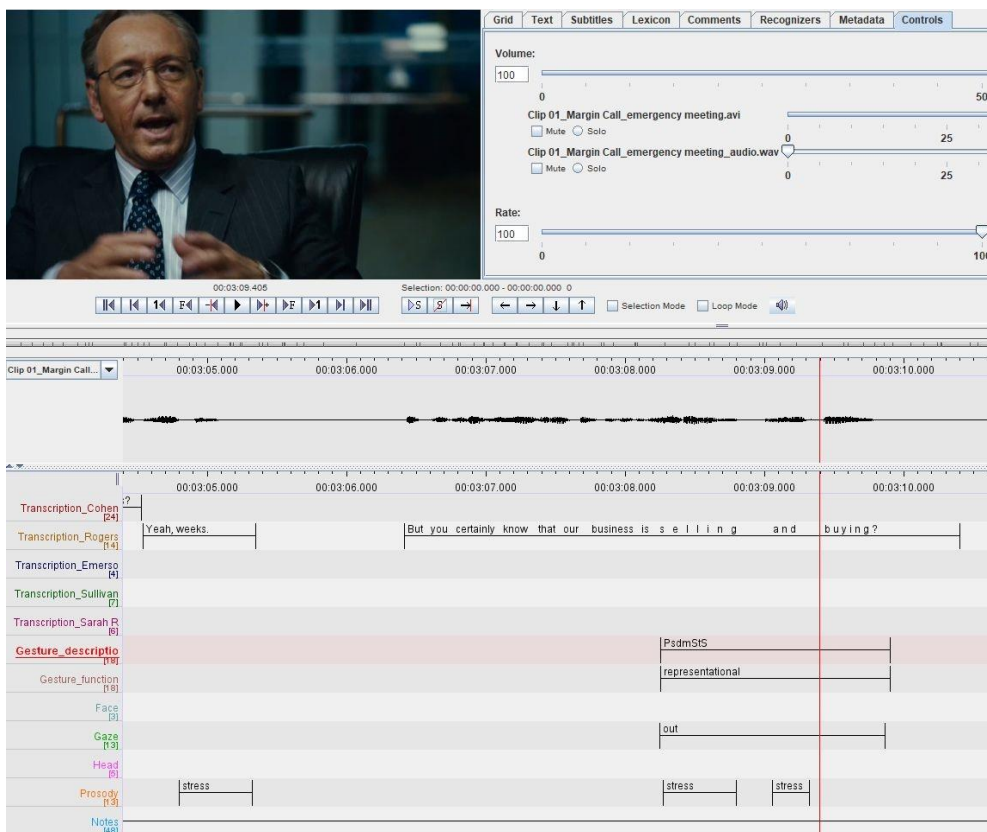 Grid Text Subtitles Lexicon Comments Recognizers Metadata Controls
Volume:
100
0 50
Clip 01_Margin Call_emergency meeting.avi
Mute Solo
0 25
Clip 01_Margin Call_emergency meeting_audio.wav
Mute Solo
0 25
Rate:
100
0 100
00:03:09.405
Selection: 00:00:00.000 - 00:00:00.000 0
1 F F 1 S S Selection Mode Loop Mode
Clip 01_Margin Call...
00:03:05.000 00:03:06.000 00:03:07.000 00:03:08.000 00:03:09.000 00:03:10.000
00:03:05.000 00:03:06.000 00:03:07.000 00:03:08.000 00:03:09.000 00:03:10.000
Transcription_Cohen ?
[24]
Transcription_Rogers Yeah, weeks. But you certainly know that our business is s e l l i n g a n d b u y i n g ?
[14]
Transcription_Emerso
[4]
Transcription_Sullivan
[7]
Transcription_Sarah R
[6]
Gesture_descriptio PsdmStS
[18]
Gesture_function representational
[18]
Face
[3]
Gaze out
[13]
Head
Prosody stress stress stress
[13]
Notes
[48]